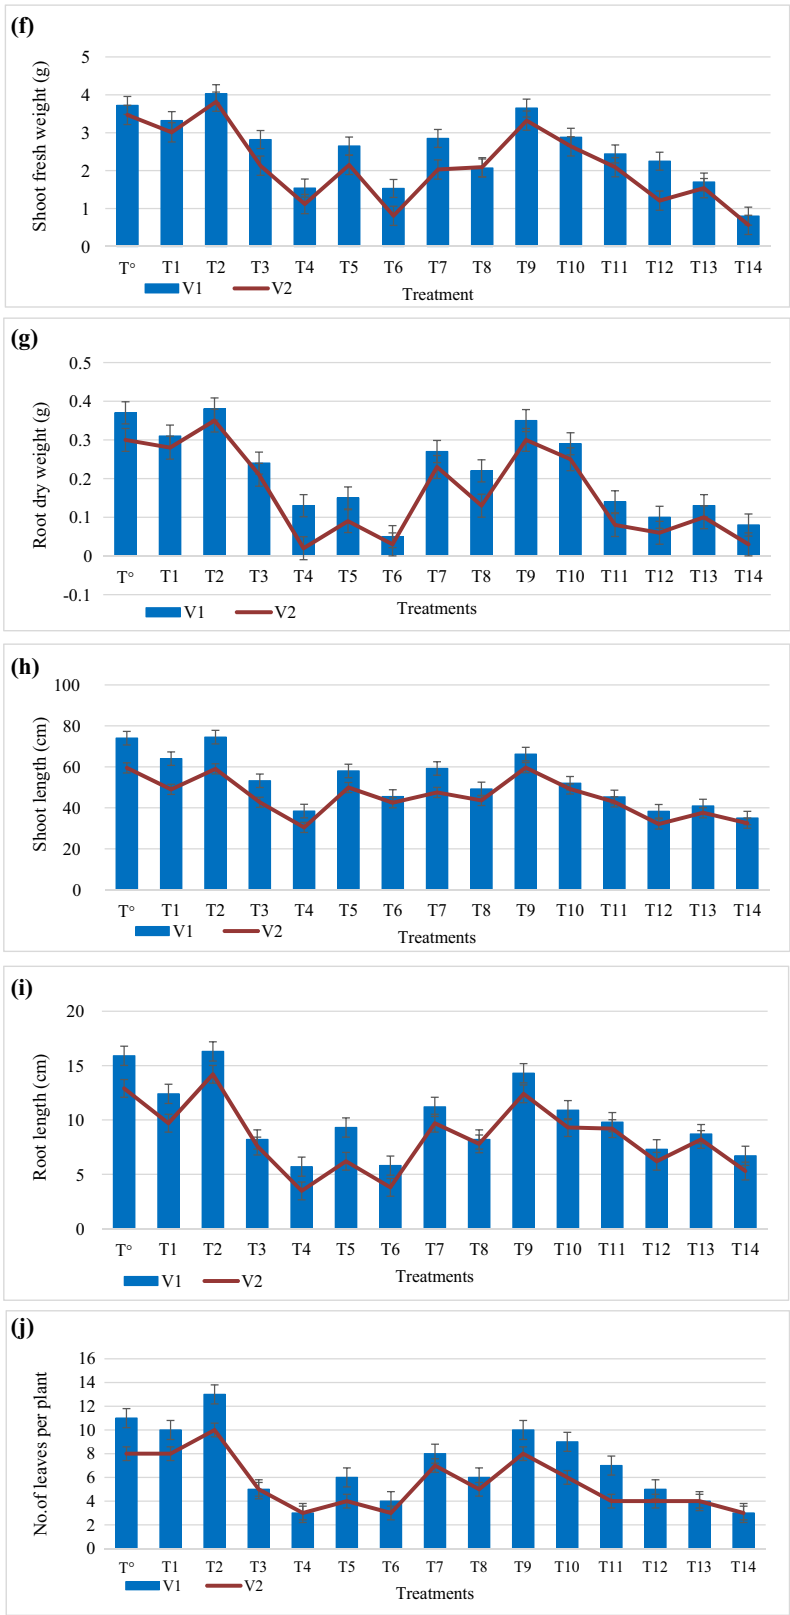 (f)
Shoot fresh weight (g)
5
4
3
2
1
0
T° T1 T2 T3 T4 T5 T6 T7 T8 T9 T10 T11 T12 T13 T14
V1 V2
Treatment
(g)
Root dry weight (g)
0.5
0.4
0.3
0.2
0.1
0
T° T1 T2 T3 T4 T5 T6 T7 T8 T9 T10 T11 T12 T13 T14
-0.1
V1 V2
Treatments
(h)
Shoot length (cm)
100
80
60
40
20
0
T° T1 T2 T3 T4 T5 T6 T7 T8 T9 T10 T11 T12 T13 T14
V1 V2
Treatments
(i)
Root length (cm)
20
15
10
5
0
T° T1 T2 T3 T4 T5 T6 T7 T8 T9 T10 T11 T12 T13 T14
V1 V2
Treatments
(j)
No.of leaves per plant
16
14
12
10
8
6
4
2
0
T° T1 T2 T3 T4 T5 T6 T7 T8 T9 T10 T11 T12 T13 T14
V1 V2
Treatments